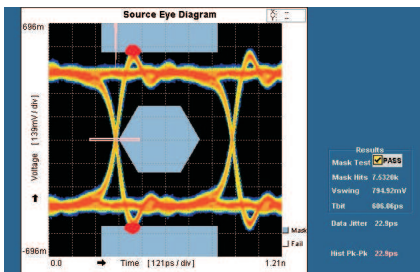 Source Eye Diagram
X: --
Y: --
696m
Voltage [139mV / div]
-696m
0.0
Time [121ps / div]
1.21n
Mask
Fail
Results
Mask Test PASS
Mask Hits 7.5320k
Vswing 794.92mV
Tbit 606.06ps
Data Jitter 22.9ps
Hist Pk-Pk 22.9ps